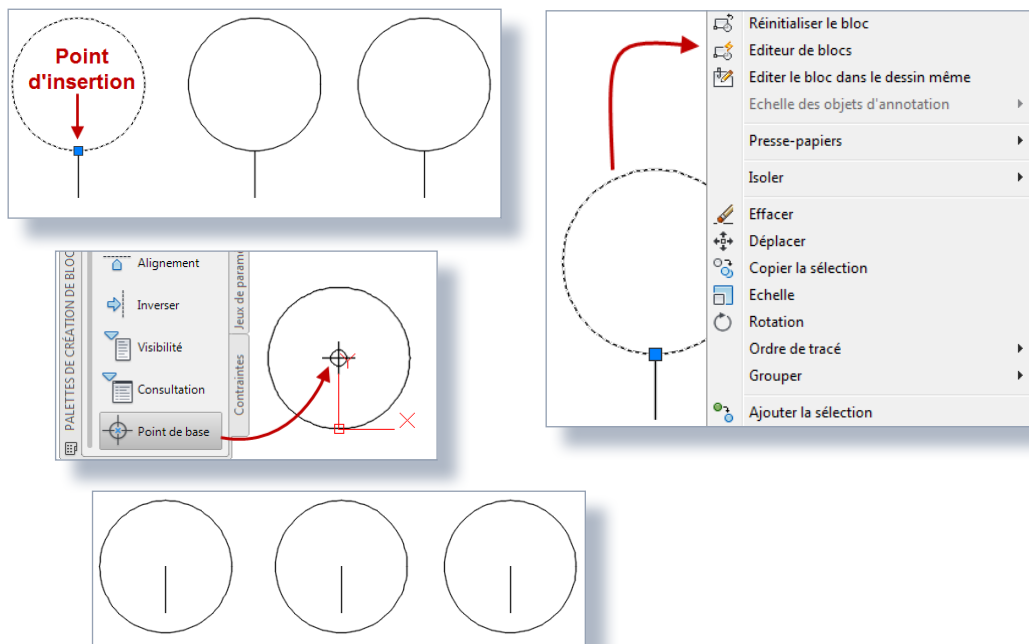 Point
d'insertion
Réinitialiser le bloc
Editeur de blocs
Editer le bloc dans le dessin même
Echelle des objets d'annotation
Presse-papiers
Isoler
Effacer
Déplacer
Copier la sélection
Echelle
Rotation
Ordre de tracé
Grouper
Ajouter la sélection
PALETTES DE CRÉATION DE BLOC
Alignement
Inverser
Visibilité
Consultation
Point de base
Jeux de param
Contraintes
Y
X